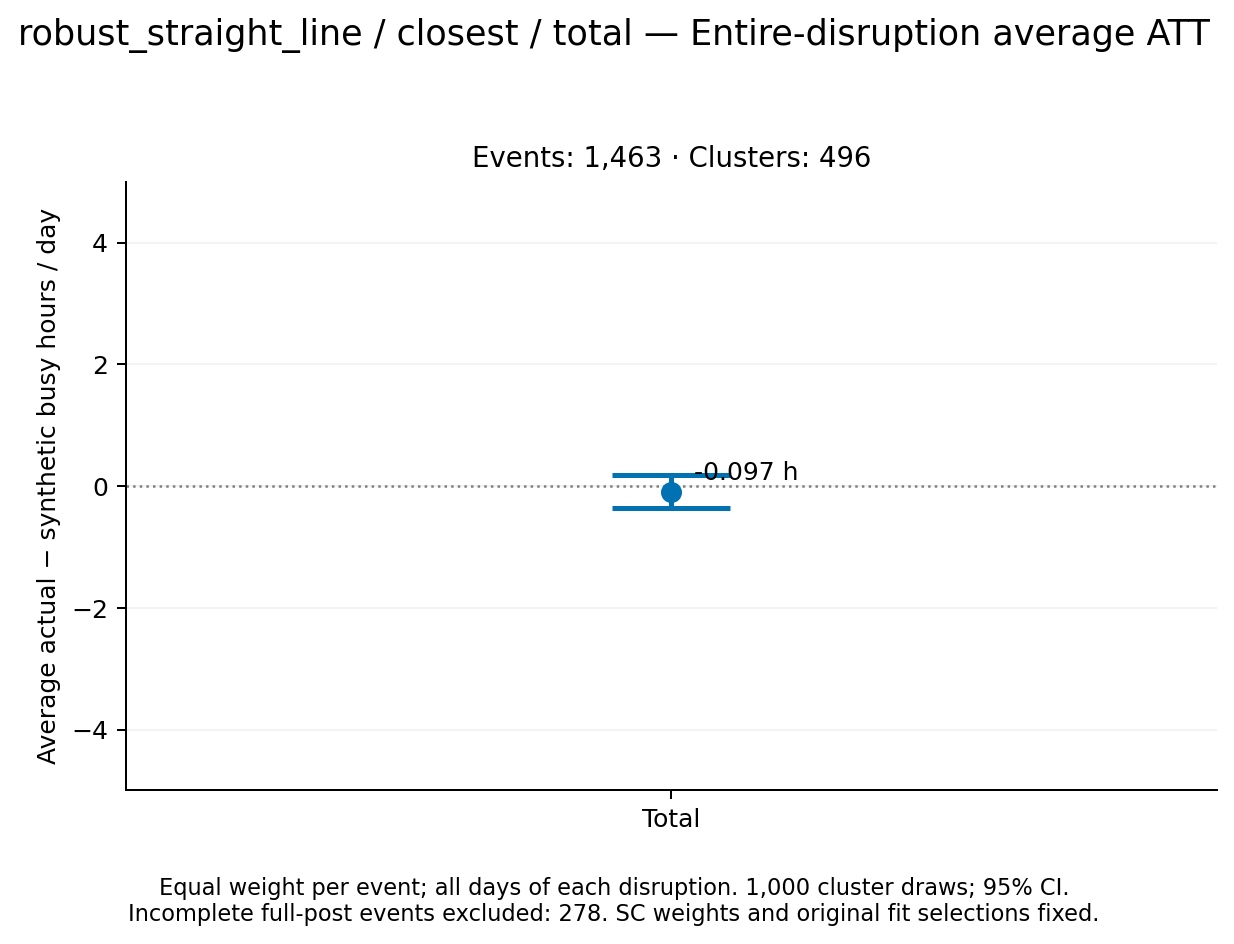 robust_straight_line / closest / total — Entire-disruption average ATT
Events: 1,463 · Clusters: 496
Average actual − synthetic busy hours / day
4
2
0
−2
−4
-0.097 h
Total
Equal weight per event; all days of each disruption. 1,000 cluster draws; 95% CI.
Incomplete full-post events excluded: 278. SC weights and original fit selections fixed.